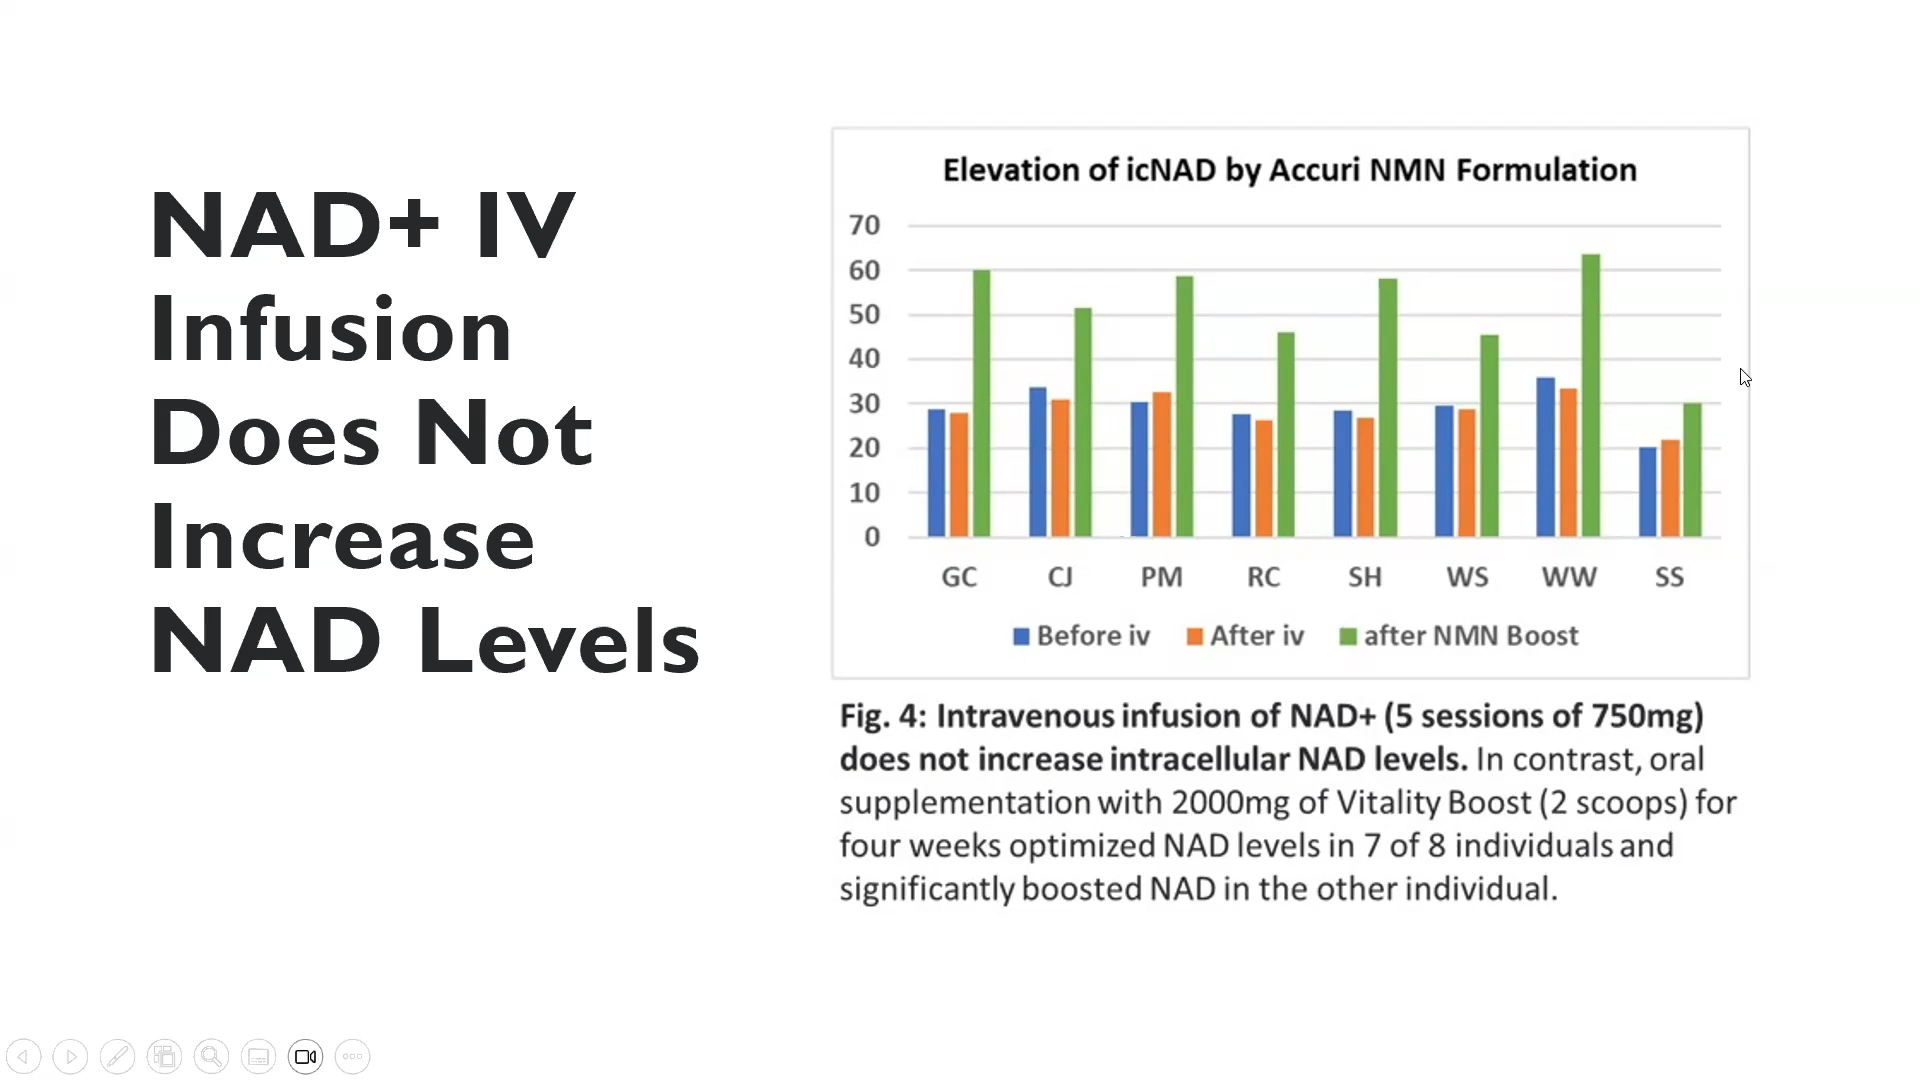 NAD+ IV
Infusion
Does Not
Increase
NAD Levels
Elevation of icNAD by Accuri NMN Formulation
70
60
50
40
30
20
10
0
GC CJ PM RC SH WS WW SS
Before iv After iv after NMN Boost
Fig. 4: Intravenous infusion of NAD+ (5 sessions of 750mg)
does not increase intracellular NAD levels. In contrast, oral
supplementation with 2000mg of Vitality Boost (2 scoops) for
four weeks optimized NAD levels in 7 of 8 individuals and
significantly boosted NAD in the other individual.